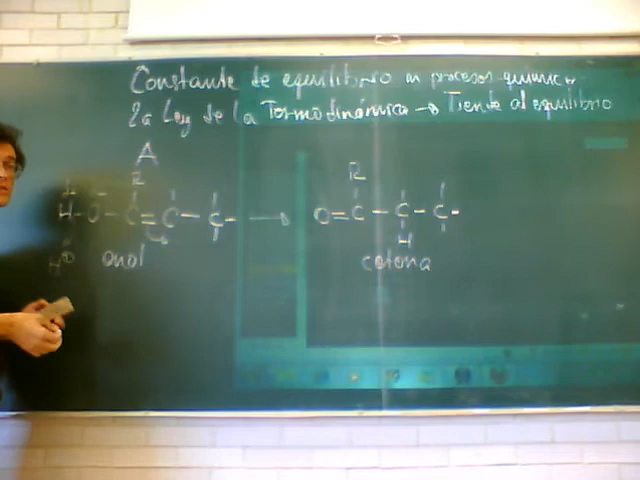 Constante de equilibrio en procesos químicos
2a Ley de la Termodinámica → Tiende al equilibrio
A
R R
H-O-C=C-C- → O=C-C-C-
H
H⊕ enol cetona